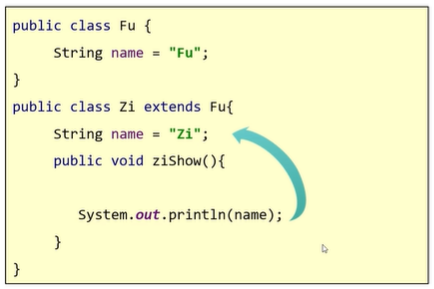 public class Fu {
String name = "Fu";
}
public class Zi extends Fu{
String name = "Zi";
public void ziShow(){
System.out.println(name);
}
}